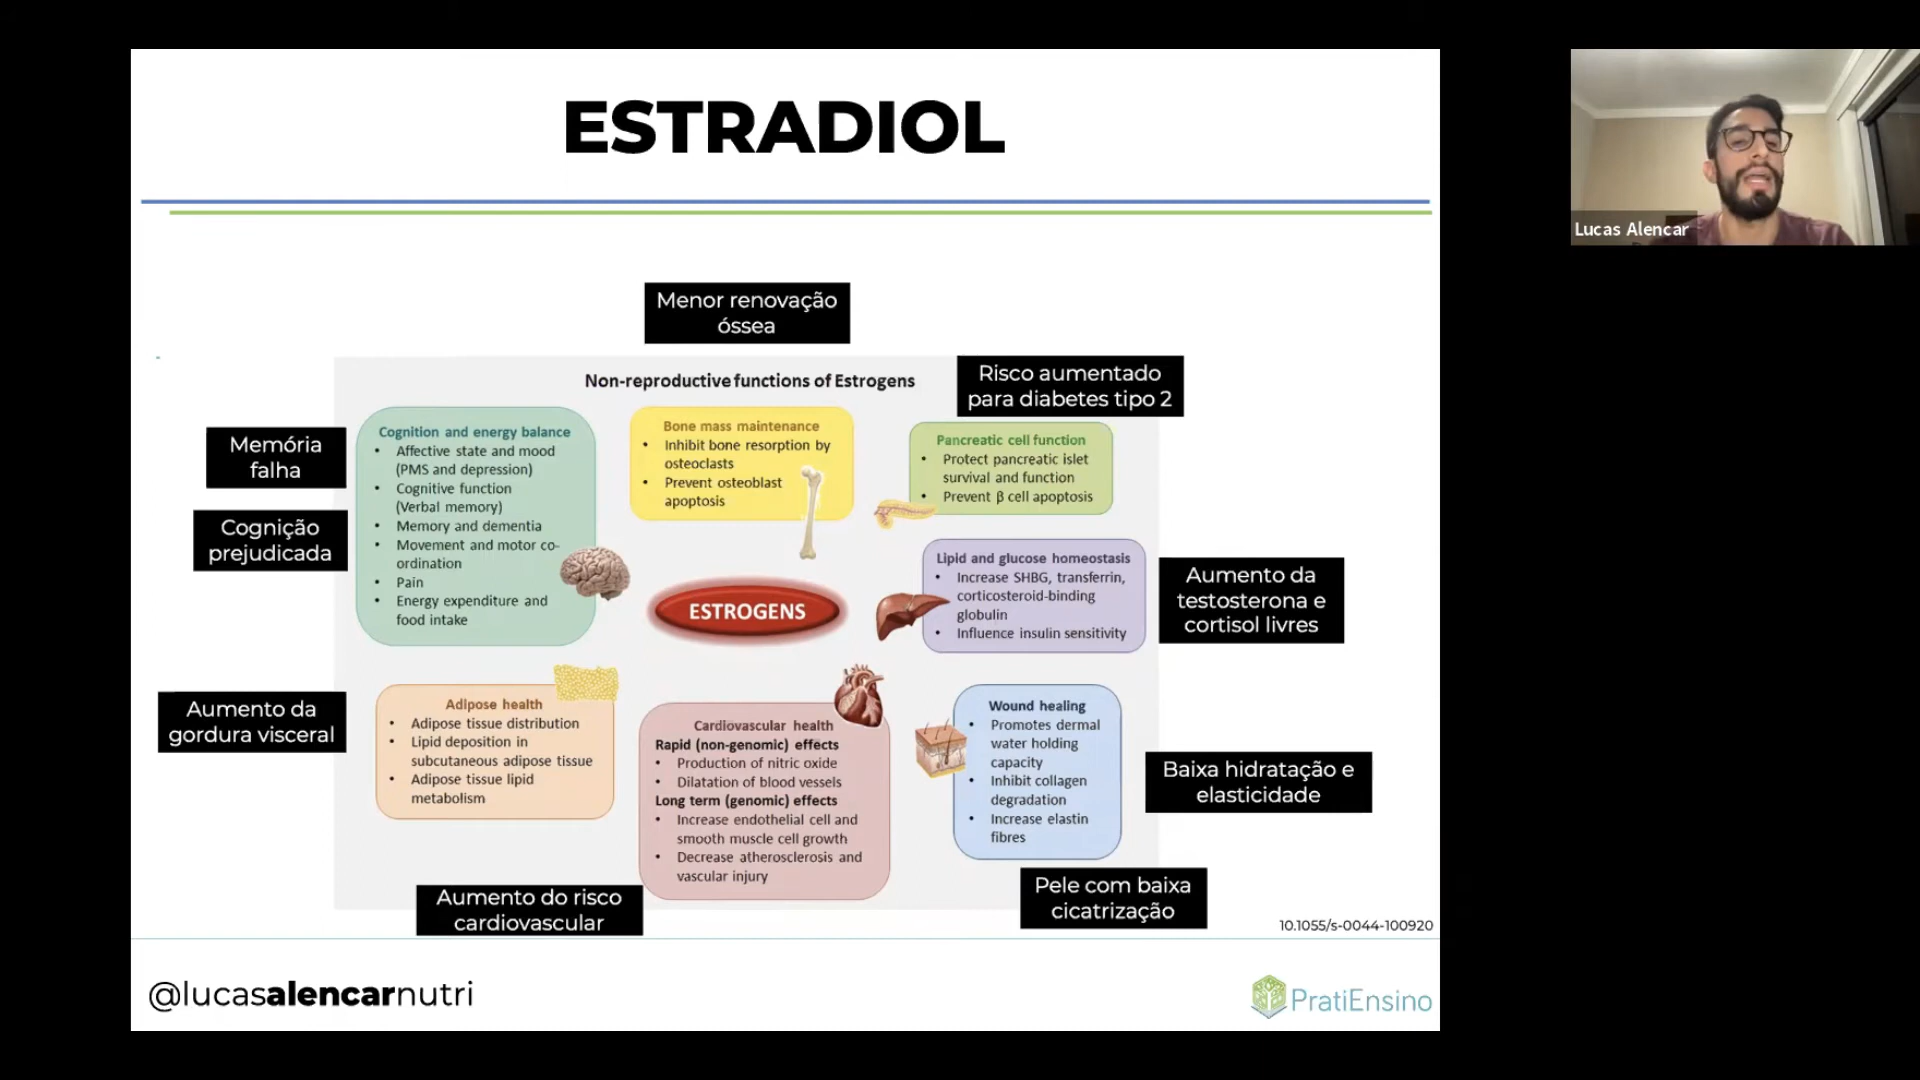 ESTRADIOL
Lucas Alencar
Menor renovação
óssea
Risco aumentado
para diabetes tipo 2
Non-reproductive functions of Estrogens
Memória
falha
Cognição
prejudicada
Cognition and energy balance
• Affective state and mood
(PMS and depression)
• Cognitive function
(Verbal memory)
• Memory and dementia
• Movement and motor co-
ordination
• Pain
• Energy expenditure and
food intake
Bone mass maintenance
• Inhibit bone resorption by
osteoclasts
• Prevent osteoblast
apoptosis
Pancreatic cell function
• Protect pancreatic islet
survival and function
• Prevent β cell apoptosis
ESTROGENS
Lipid and glucose homeostasis
• Increase SHBG, transferrin,
corticosteroid-binding
globulin
• Influence insulin sensitivity
Aumento da
testosterona e
cortisol livres
Aumento da
gordura visceral
Adipose health
• Adipose tissue distribution
• Lipid deposition in
subcutaneous adipose tissue
• Adipose tissue lipid
metabolism
Cardiovascular health
Rapid (non-genomic) effects
• Production of nitric oxide
• Dilatation of blood vessels
Long term (genomic) effects
• Increase endothelial cell and
smooth muscle cell growth
• Decrease atherosclerosis and
vascular injury
Wound healing
• Promotes dermal
water holding
capacity
• Inhibit collagen
degradation
• Increase elastin
fibres
Baixa hidratação e
elasticidade
Aumento do risco
cardiovascular
Pele com baixa
cicatrização
10.1055/s-0044-100920
@lucasalencarnutri
PratiEnsino